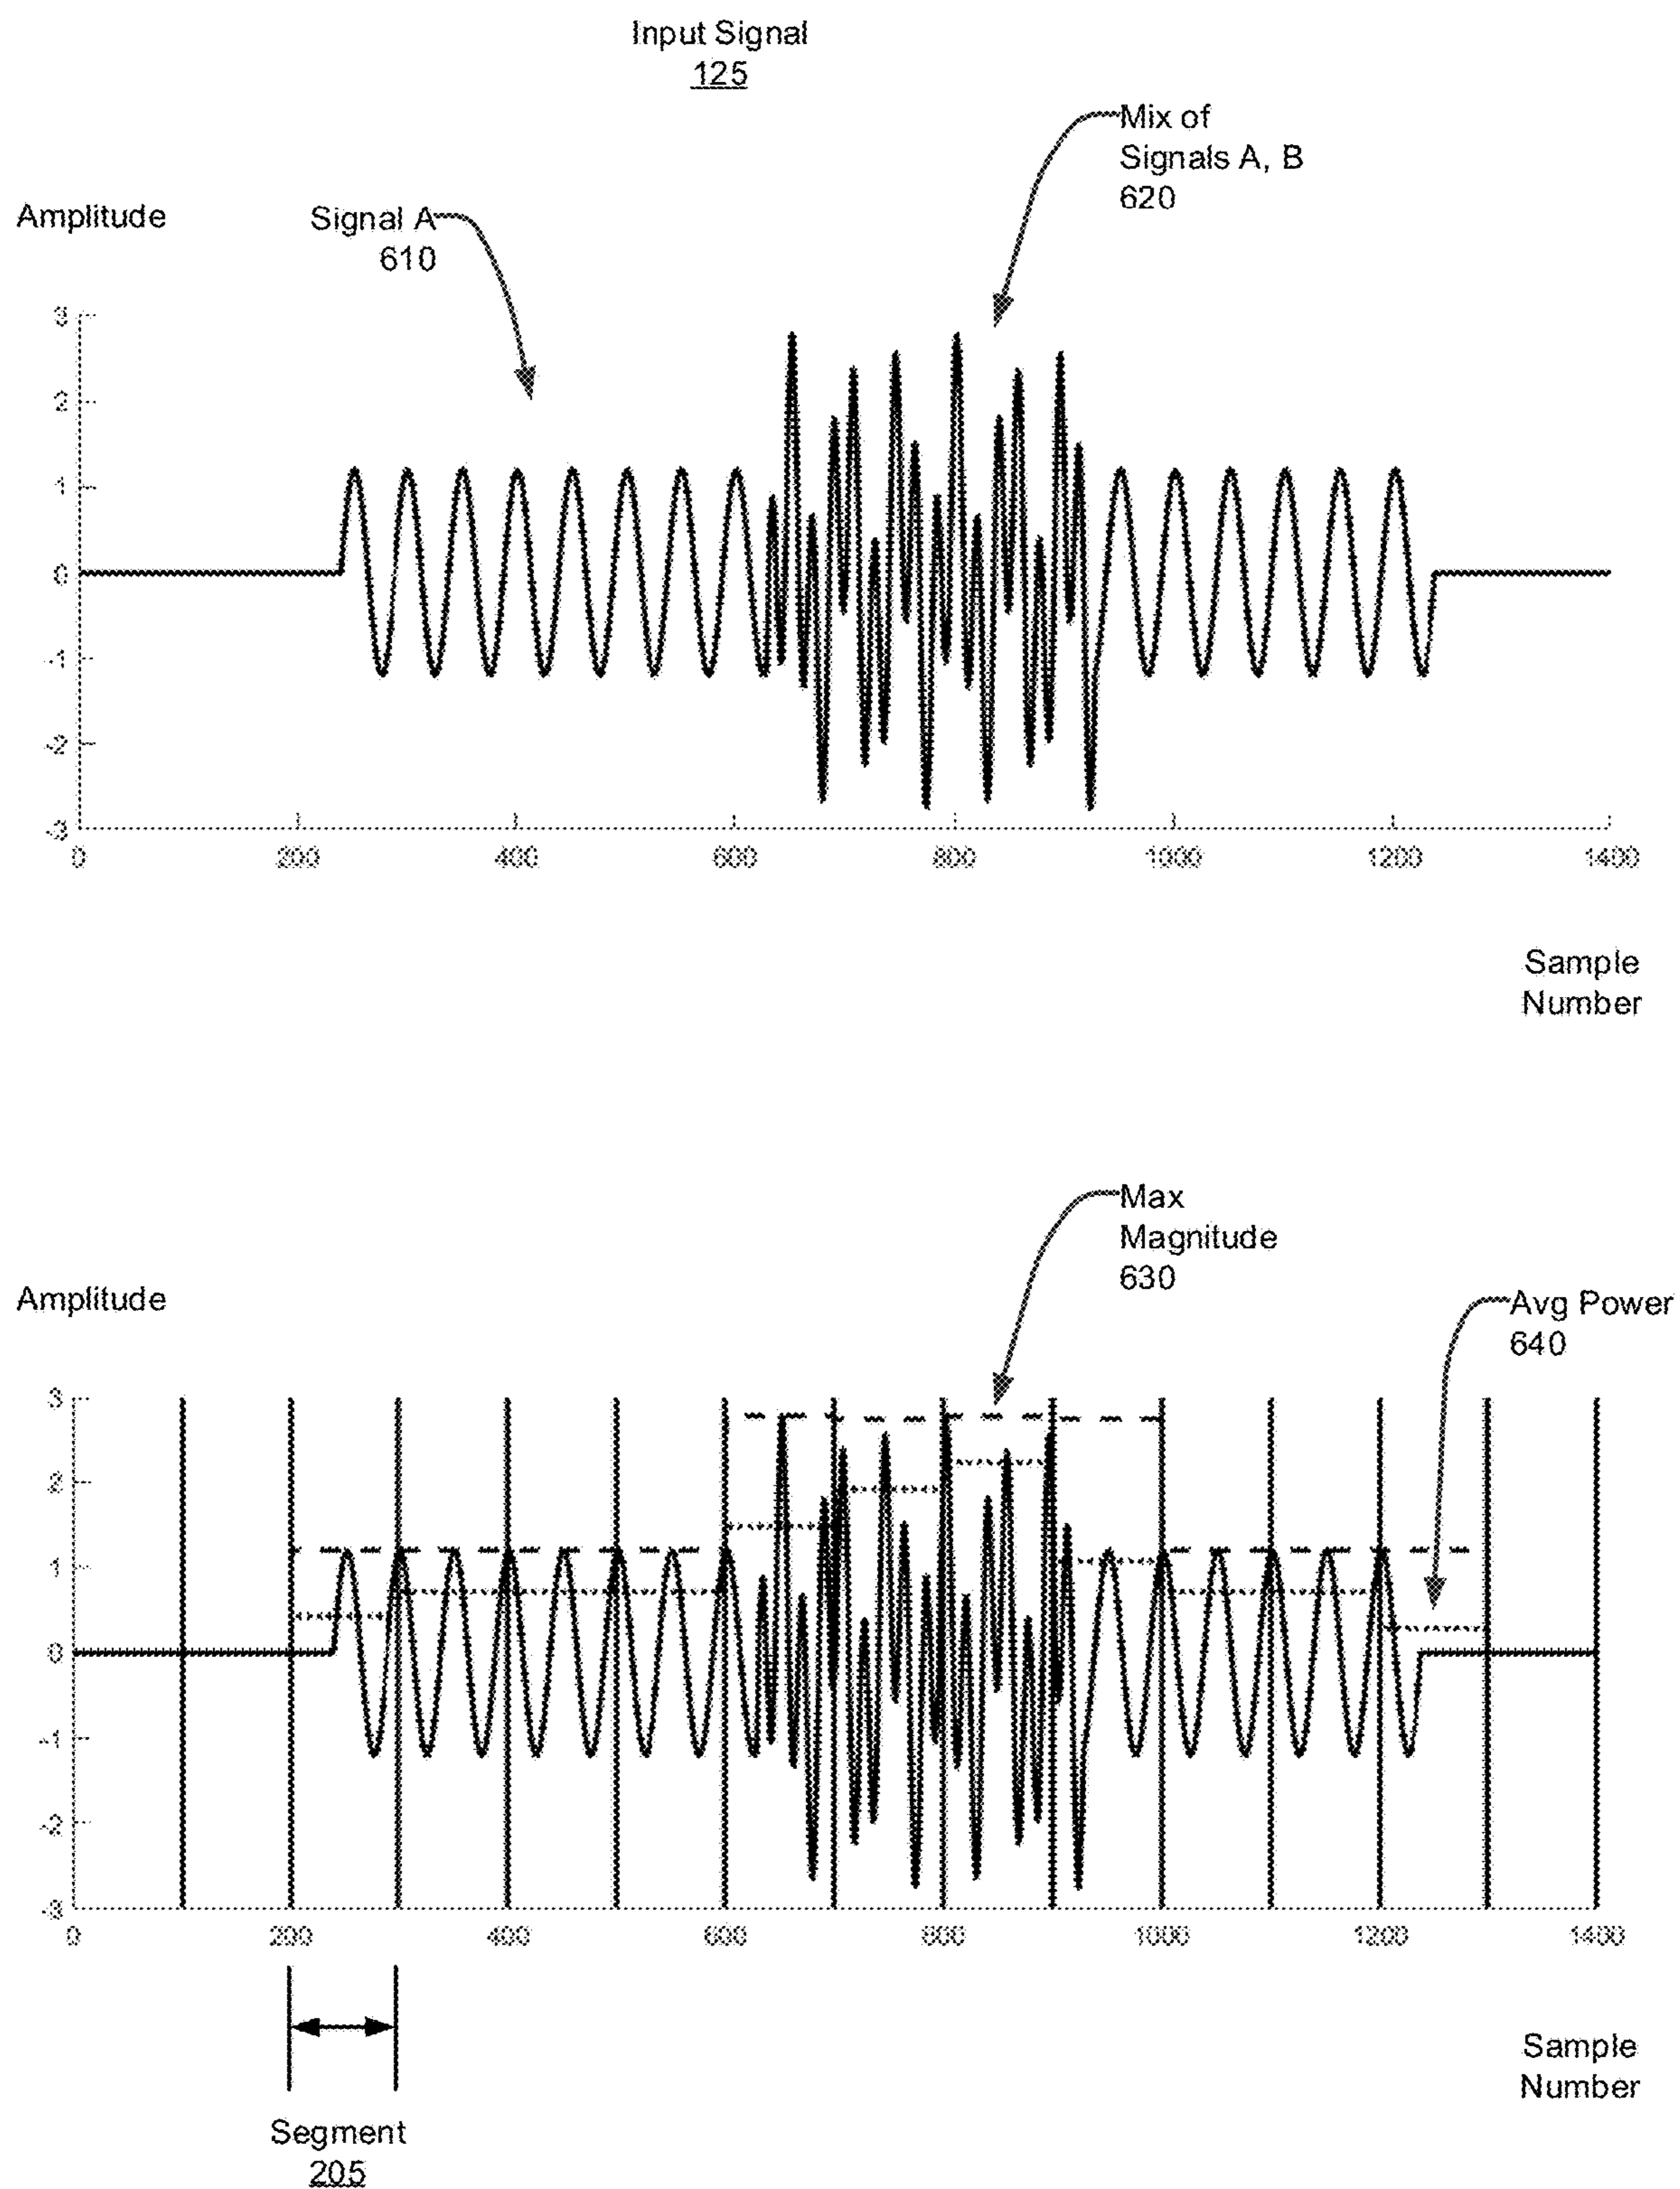 Input Signal
125
Mix of
Signals A, B
620
Amplitude
Signal A
610
3
2
1
0
-1
-2
-3
0 200 400 600 800 1000 1200 1400
Sample
Number
Max
Magnitude
630
Amplitude
Avg Power
640
3
2
1
0
-1
-2
-3
0 200 400 600 800 1000 1200 1400
Sample
Number
Segment
205